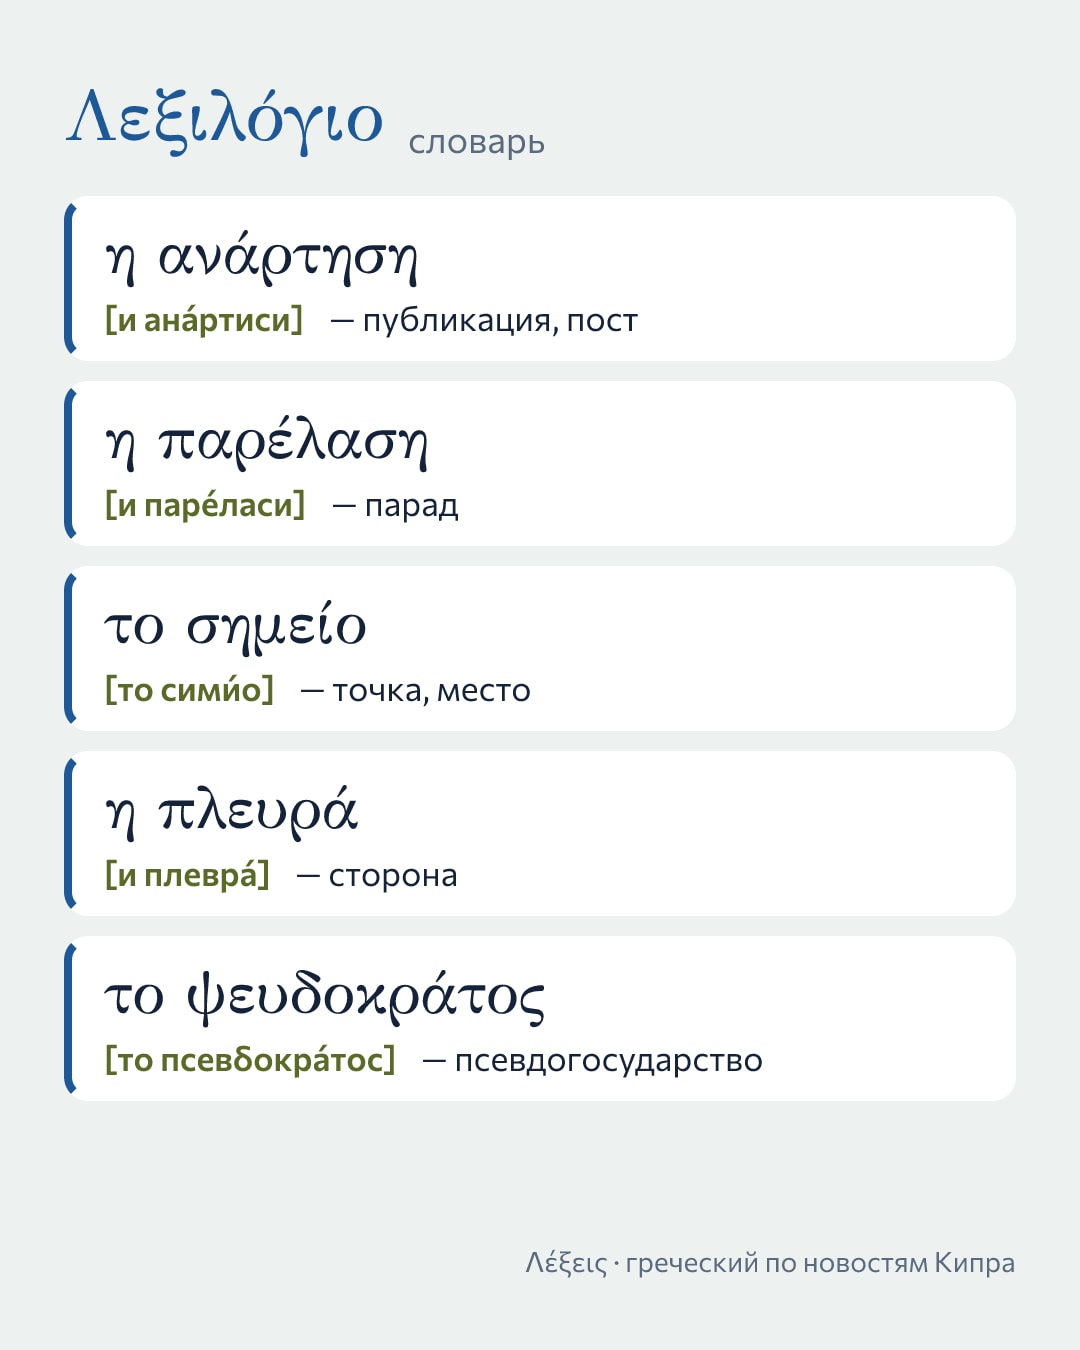 Λεξιλόγιο словарь
η ανάρτηση
[и ана́ртиси] — публикация, пост
η παρέλαση
[и паре́ласи] — парад
το σημείο
[то сими́о] — точка, место
η πλευρά
[и плевра́] — сторона
το ψευδοκράτος
[то псевδокра́тос] — псевдогосударство
Λέξεις · греческий по новостям Кипра